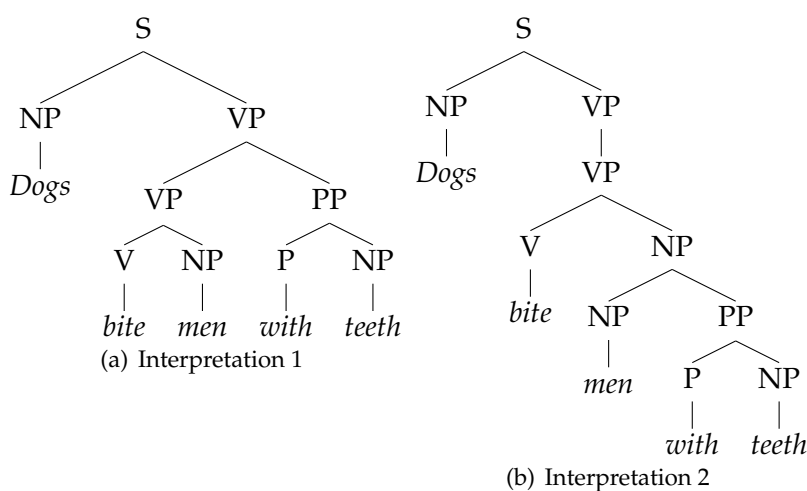 S
NP VP
Dogs
VP PP
V NP P NP
bite men with teeth
(a) Interpretation 1
S
NP VP
Dogs VP
V NP
bite NP PP
men P NP
with teeth
(b) Interpretation 2